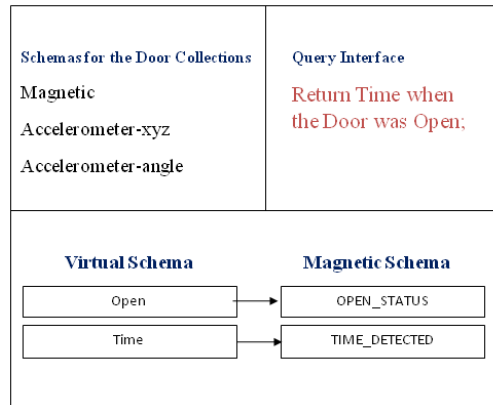 Schemas for the Door Collections
Magnetic
Accelerometer-xyz
Accelerometer-angle
Query Interface
Return Time when
the Door was Open;
Virtual Schema
Magnetic Schema
Open
OPEN_STATUS
Time
TIME_DETECTED